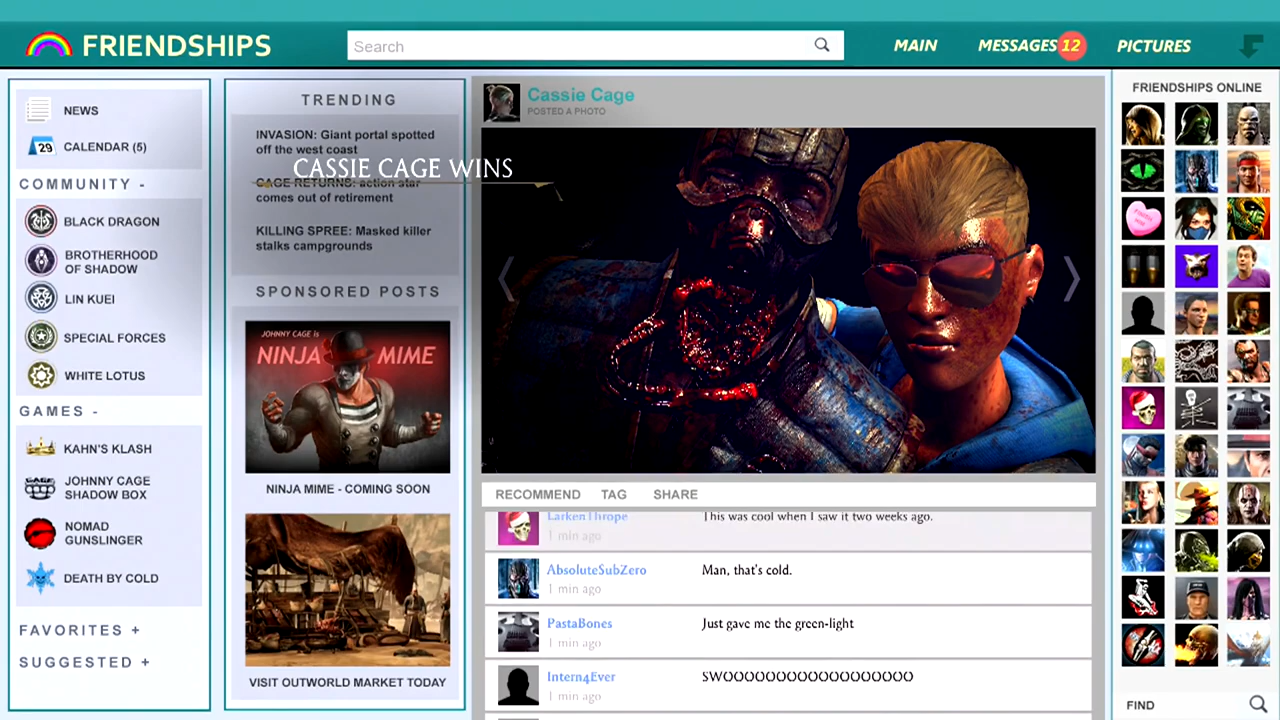 FRIENDSHIPS
Search
MAIN
MESSAGES 12
PICTURES
NEWS
29
CALENDAR (5)
COMMUNITY -
BLACK DRAGON
BROTHERHOOD
OF SHADOW
LIN KUEI
SPECIAL FORCES
WHITE LOTUS
GAMES -
KAHN'S KLASH
JOHNNY CAGE
SHADOW BOX
NOMAD
GUNSLINGER
DEATH BY COLD
FAVORITES +
SUGGESTED +
TRENDING
INVASION: Giant portal spotted
off the west coast
CASSIE CAGE WINS
CAGE RETURNS: action star
comes out of retirement
KILLING SPREE: Masked killer
stalks campgrounds
SPONSORED POSTS
JOHNNY CAGE is
NINJA MIME
NINJA MIME - COMING SOON
VISIT OUTWORLD MARKET TODAY
Cassie Cage
POSTED A PHOTO
RECOMMEND TAG SHARE
LarkenThrope
This was cool when I saw it two weeks ago.
1 min ago
AbsoluteSubZero
Man, that's cold.
1 min ago
PastaBones
Just gave me the green-light
1 min ago
Intern4Ever
SWOOOOOOOOOOOOOOOOOO
1 min ago
FRIENDSHIPS ONLINE
FIND